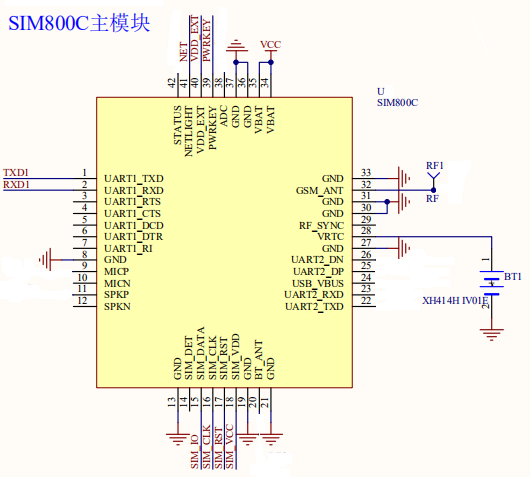 SIM800C主模块
NET
VDD_EXT
PWRKEY
VCC
42
41
40
39
38
37
36
35
34
U
SIM800C
STATUS
NETLIGHT
VDD_EXT
PWRKEY
ADC
GND
GND
VBAT
VBAT
TXD1 1 UART1_TXD
RXD1 2 UART1_RXD
3 UART1_RTS
4 UART1_CTS
5 UART1_DCD
6 UART1_DTR
7 UART1_RI
8 GND
9 MICP
10 MICN
11 SPKP
12 SPKN
GND 33
GSM_ANT 32
GND 31
GND 30
RF_SYNC 29
VRTC 28
GND 27
UART2_DN 26
UART2_DP 25
USB_VBUS 24
UART2_RXD 23
UART2_TXD 22
RF1
RF
1
BT1
XH414H IV01E
2
GND
SIM_DET
SIM_DATA
SIM_CLK
SIM_RST
SIM_VDD
GND
BT_ANT
GND
13
14
15
16
17
18
19
20
21
SIM_IO
SIM_CLK
SIM_RST
SIM_VCC